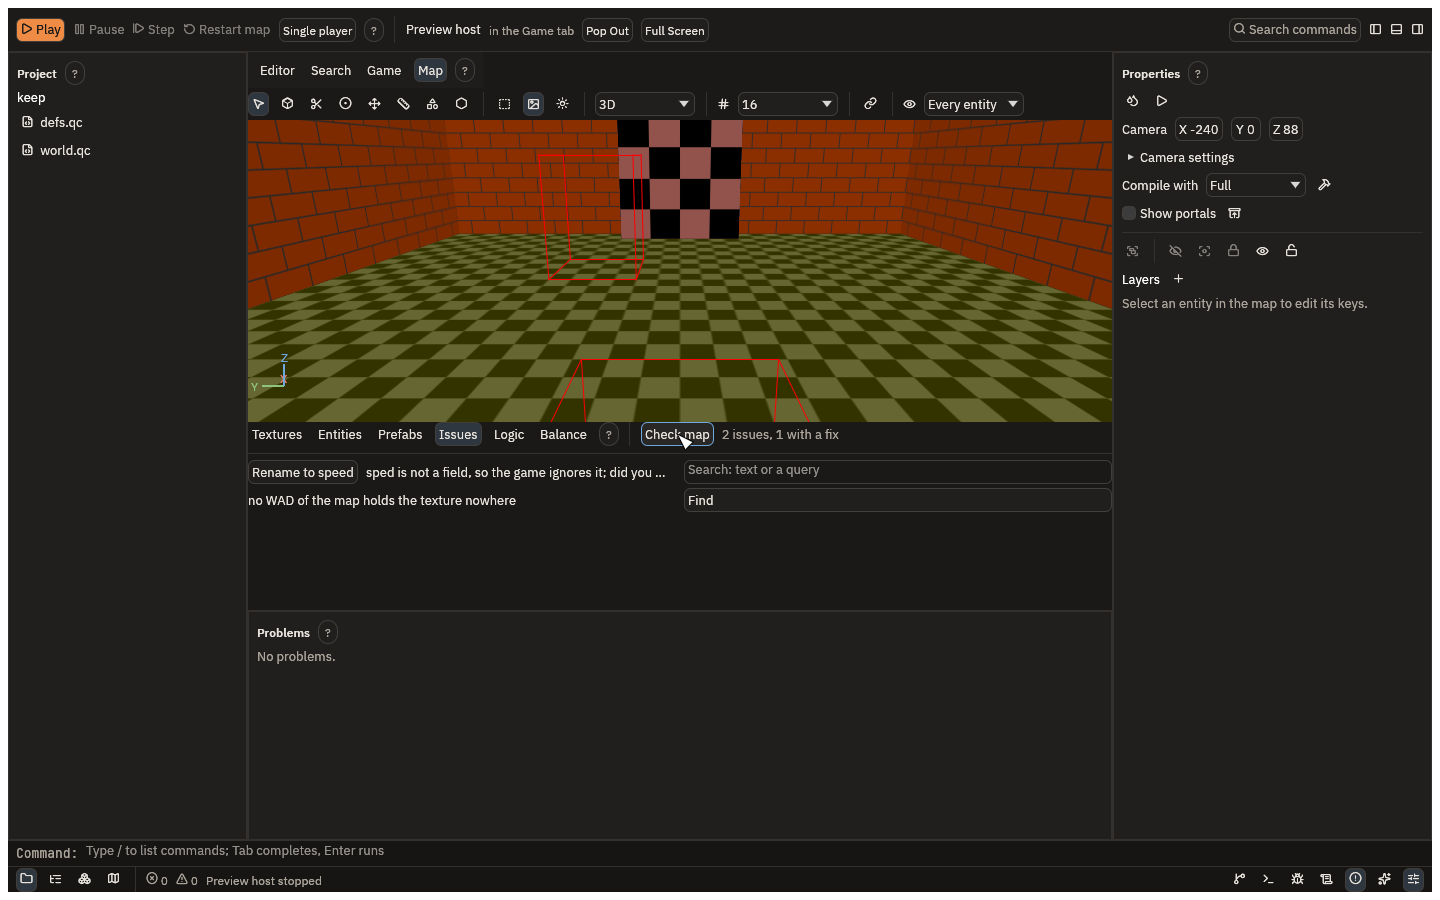 Play Pause Step Restart map Single player ? Preview host in the Game tab Pop Out Full Screen Search commands
Project ?
keep
defs.qc
world.qc
Editor Search Game Map ?
3D # 16 Every entity
Z
Y X
Textures Entities Prefabs Issues Logic Balance ? Check map 2 issues, 1 with a fix
Rename to speed sped is not a field, so the game ignores it; did you ...
no WAD of the map holds the texture nowhere
Search: text or a query
Find
Problems ?
No problems.
Properties ?
Camera X -240 Y 0 Z 88
Camera settings
Compile with Full
Show portals
Layers +
Select an entity in the map to edit its keys.
Command: Type / to list commands; Tab completes, Enter runs
0 0 Preview host stopped